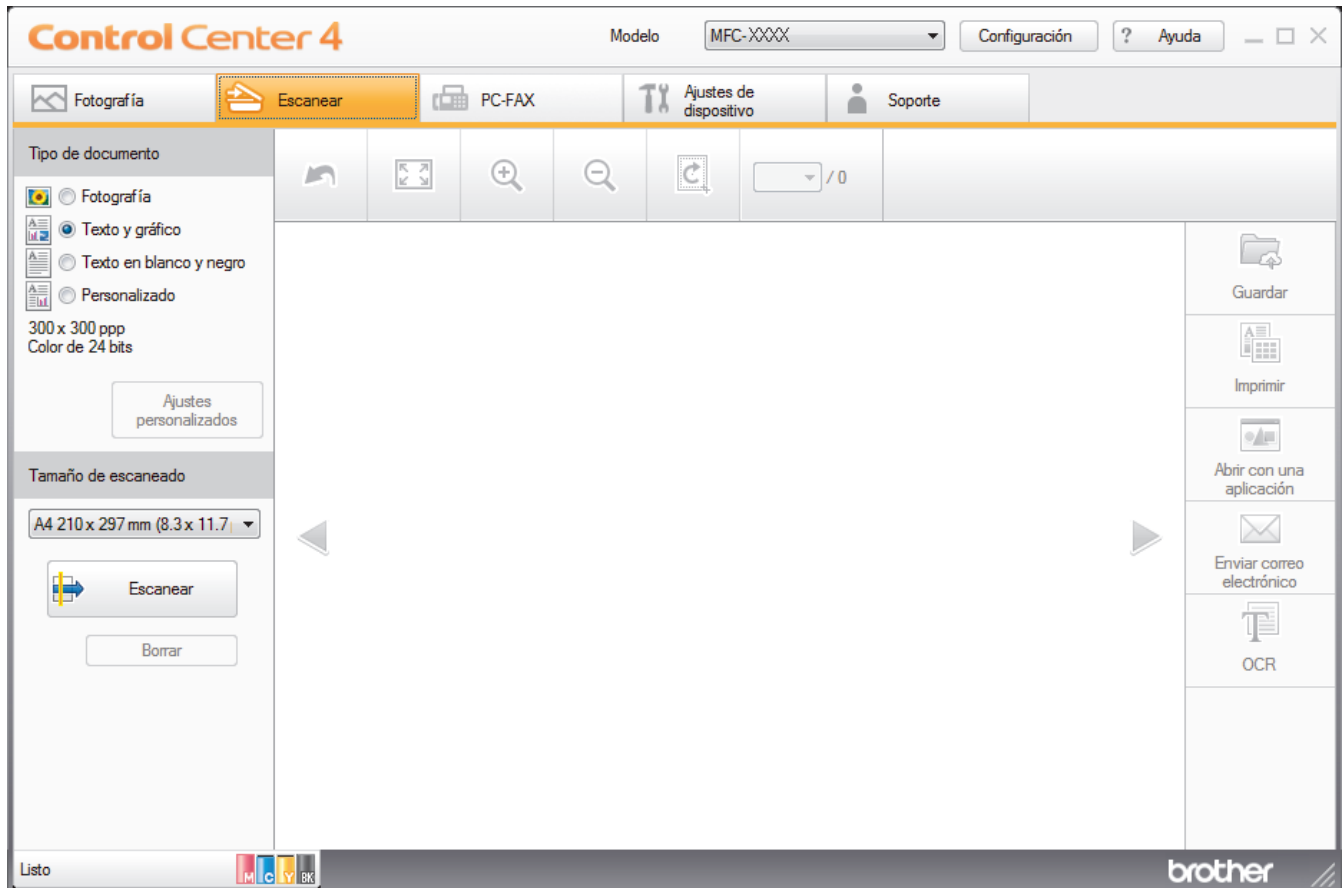 Control Center 4
Modelo
MFC-XXXX
Configuración
? Ayuda
Fotografía
Escanear
PC-FAX
Ajustes de
dispositivo
Soporte
Tipo de documento
/ 0
Fotografía
Texto y gráfico
Texto en blanco y negro
Personalizado
300 x 300 ppp
Color de 24 bits
Ajustes
personalizados
Tamaño de escaneado
A4 210 x 297 mm (8.3 x 11.7
Escanear
Borrar
Guardar
Imprimir
Abrir con una
aplicación
Enviar correo
electrónico
OCR
Listo
M C Y BK
brother